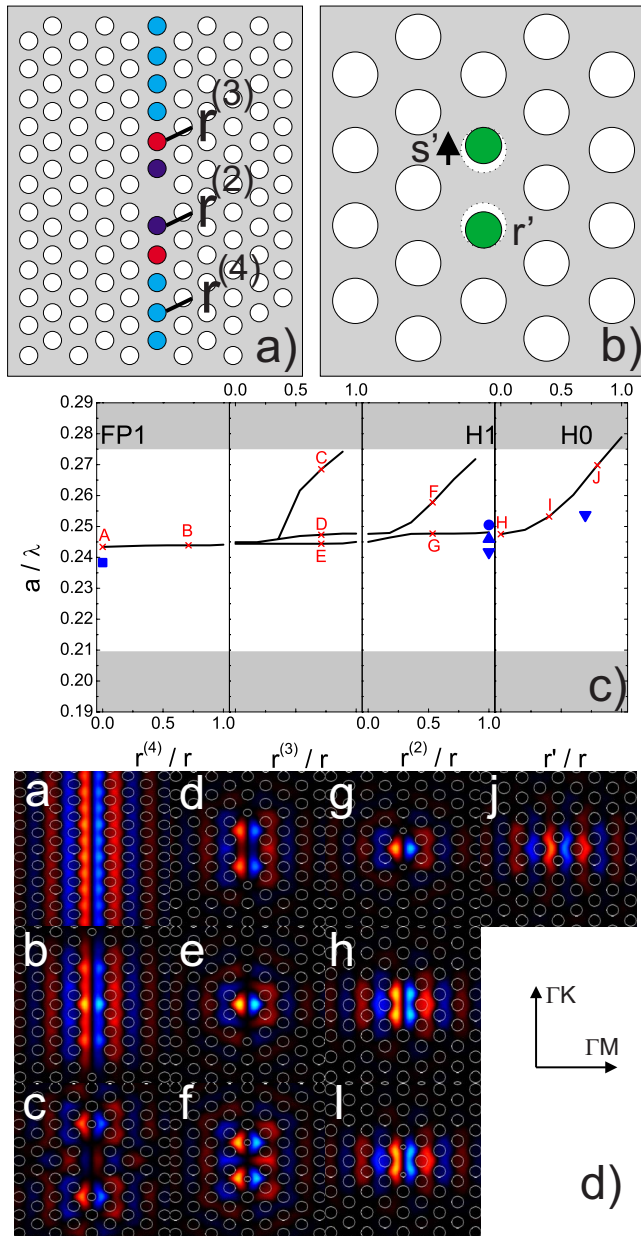 r(3)
r(2)
r(4)
a)
s'
r'
b)
0.0 0.5 1.0 0.0 0.5 1.0
0.29
0.28
0.27
0.26
0.25
0.24
0.23
0.22
0.21
0.20
0.19
a / λ
FP1 H1 H0
A B C D E F G H I J
c)
0.0 0.5 1.0 0.0 0.5 1.0
r(4) / r r(3) / r r(2) / r r' / r
a d g j
b e h
ΓK
ΓM
c f I
d)